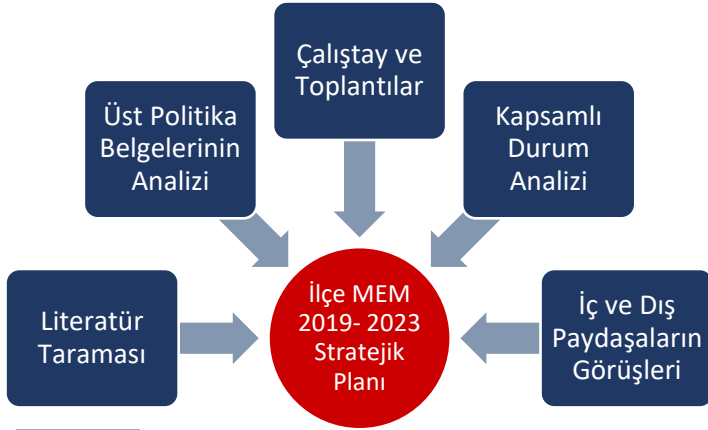 Çalıştay ve
Toplantılar
Üst Politika
Belgelerinin
Analizi
Kapsamlı
Durum
Analizi
Literatür
Taraması
İlçe MEM
2019- 2023
Stratejik
Planı
İç ve Dış
Paydaşaların
Görüşleri